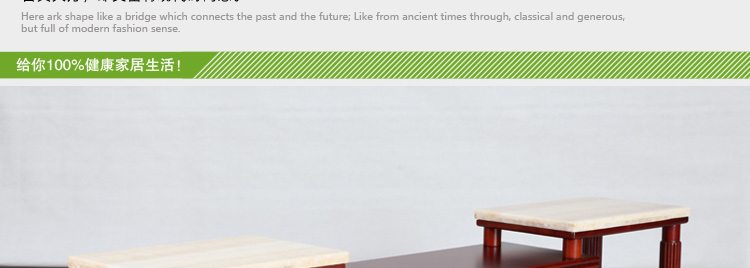 Here ark shape like a bridge which connects the past and the future; Like from ancient times through, classical and generous,
but full of modern fashion sense.
给你100%健康家居生活!